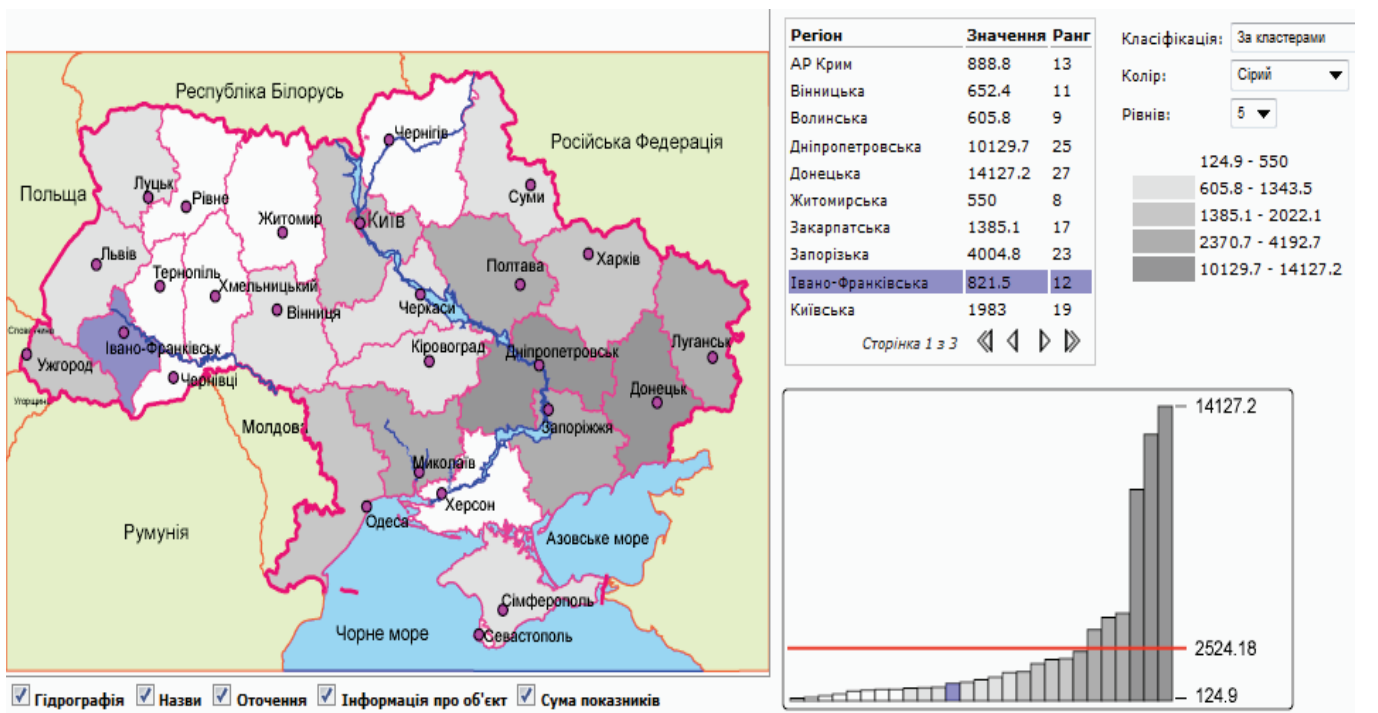 Республіка Білорусь
Російська Федерація
Польща
Чернігів
Луцьк
Рівне
Суми
Житомир
Київ
Львів
Тернопіль
Хмельницький
Полтава
Харків
Вінниця
Черкаси
Івано-Франківськ
Ужгород
Чернівці
Кіровоград
Дніпропетровськ
Луганськ
Донецьк
Молдова
Запоріжжя
Миколаїв
Херсон
Одеса
Румунія
Азовське море
Сімферополь
Чорне море
Севастополь
Гідрографія Назви Оточення Інформація про об'єкт Сума показників
Регіон Значення Ранг
АР Крим 888.8 13
Вінницька 652.4 11
Волинська 605.8 9
Дніпропетровська 10129.7 25
Донецька 14127.2 27
Житомирська 550 8
Закарпатська 1385.1 17
Запорізька 4004.8 23
Івано-Франківська 821.5 12
Київська 1983 19
Сторінка 1 з 3
Класіфікація: За кластерами
Колір: Сірий
Рівнів: 5
124.9 - 550
605.8 - 1343.5
1385.1 - 2022.1
2370.7 - 4192.7
10129.7 - 14127.2
14127.2
2524.18
124.9